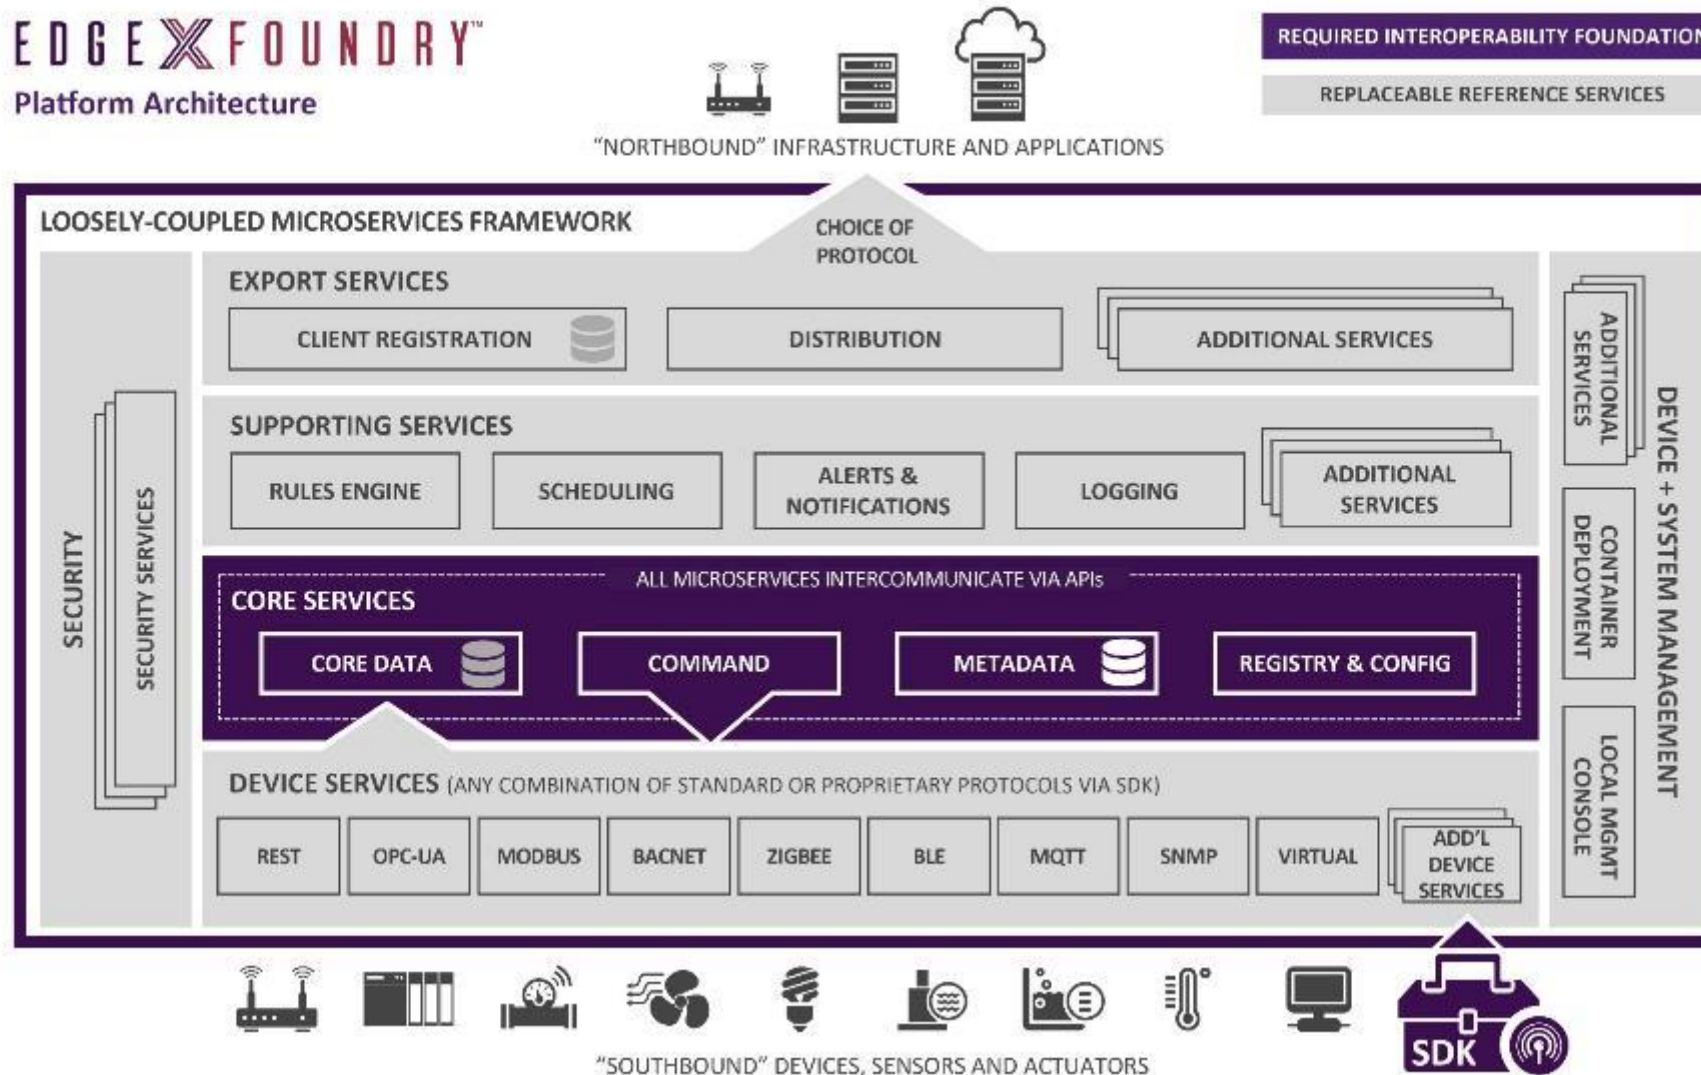 EDGE X FOUNDRY™
Platform Architecture
REQUIRED INTEROPERABILITY FOUNDATION
REPLACEABLE REFERENCE SERVICES
“NORTHBOUND” INFRASTRUCTURE AND APPLICATIONS
LOOSELY-COUPLED MICROSERVICES FRAMEWORK
CHOICE OF
PROTOCOL
SECURITY
SECURITY SERVICES
EXPORT SERVICES
CLIENT REGISTRATION
DISTRIBUTION
ADDITIONAL SERVICES
SUPPORTING SERVICES
RULES ENGINE
SCHEDULING
ALERTS &
NOTIFICATIONS
LOGGING
ADDITIONAL
SERVICES
ALL MICROSERVICES INTERCOMMUNICATE VIA APIs
CORE SERVICES
CORE DATA
COMMAND
METADATA
REGISTRY & CONFIG
DEVICE SERVICES (ANY COMBINATION OF STANDARD OR PROPRIETARY PROTOCOLS VIA SDK)
REST
OPC-UA
MODBUS
BACNET
ZIGBEE
BLE
MQTT
SNMP
VIRTUAL
ADD'L
DEVICE
SERVICES
ADDITIONAL
SERVICES
CONTAINER
DEPLOYMENT
LOCAL MGMT
CONSOLE
DEVICE + SYSTEM MANAGEMENT
“SOUTHBOUND” DEVICES, SENSORS AND ACTUATORS
SDK